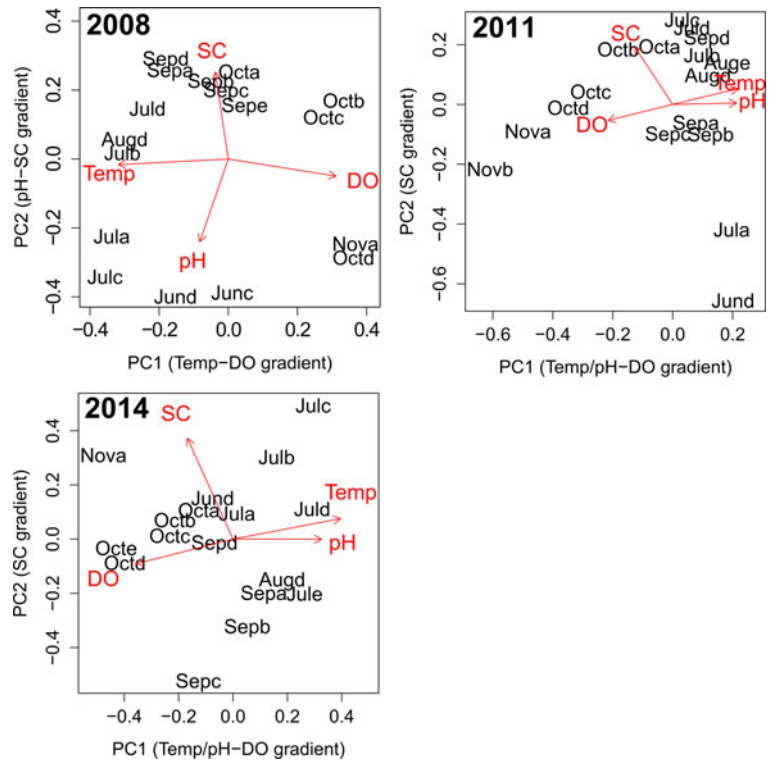 2008
SC
Sepd
Sepa
Octa
Sepb
Sepc
Sepe
Octb
Octc
Juld
Augd
Julb
Temp
DO
Jula
pH
Nova
Octd
Julc
Jund
Junc
−0.4 −0.2 0.0 0.2 0.4
−0.4 −0.2 0.0 0.2 0.4
PC1 (Temp−DO gradient)
PC2 (pH−SC gradient)
2011
Julc
SC
Juld
Sepd
Octb
Octa
Julb
Auge
Augd
Temp
Octc
pH
Octd
DO
Sepa
Nova
Sepc
Sepb
Novb
Jula
Jund
−0.6 −0.4 −0.2 0.0 0.2
−0.6 −0.4 −0.2 0.0 0.2
PC1 (Temp/pH−DO gradient)
PC2 (SC gradient)
2014
SC
Julc
Nova
Julb
Temp
Jund
Octa
Jula
Juld
Octb
Octc
Sepd
pH
Octe
Octd
DO
Augd
Sepa
Jule
Sepb
Sepc
−0.4 −0.2 0.0 0.2 0.4
−0.4 −0.2 0.0 0.2 0.4
PC1 (Temp/pH−DO gradient)
PC2 (SC gradient)